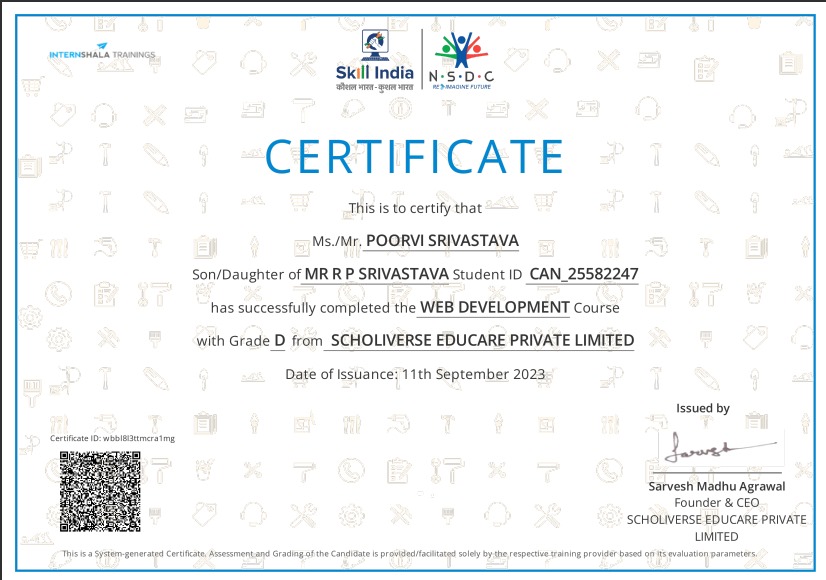 INTERNSHALA TRAININGS
Skill India
कौशल भारत - कुशल भारत
N·S·D·C
RE IMAGINE FUTURE
CERTIFICATE
This is to certify that
Ms./Mr. POORVI SRIVASTAVA
Son/Daughter of MR R P SRIVASTAVA Student ID CAN_25582247
has successfully completed the WEB DEVELOPMENT Course
with Grade D from SCHOLIVERSE EDUCARE PRIVATE LIMITED
Date of Issuance: 11th September 2023
Issued by
Certificate ID: wbbl8l3ttmcra1mg
Sarvesh Madhu Agrawal
Founder & CEO
SCHOLIVERSE EDUCARE PRIVATE
LIMITED
This is a System-generated Certificate. Assessment and Grading of the Candidate is provided/facilitated solely by the respective training provider based on its evaluation parameters.